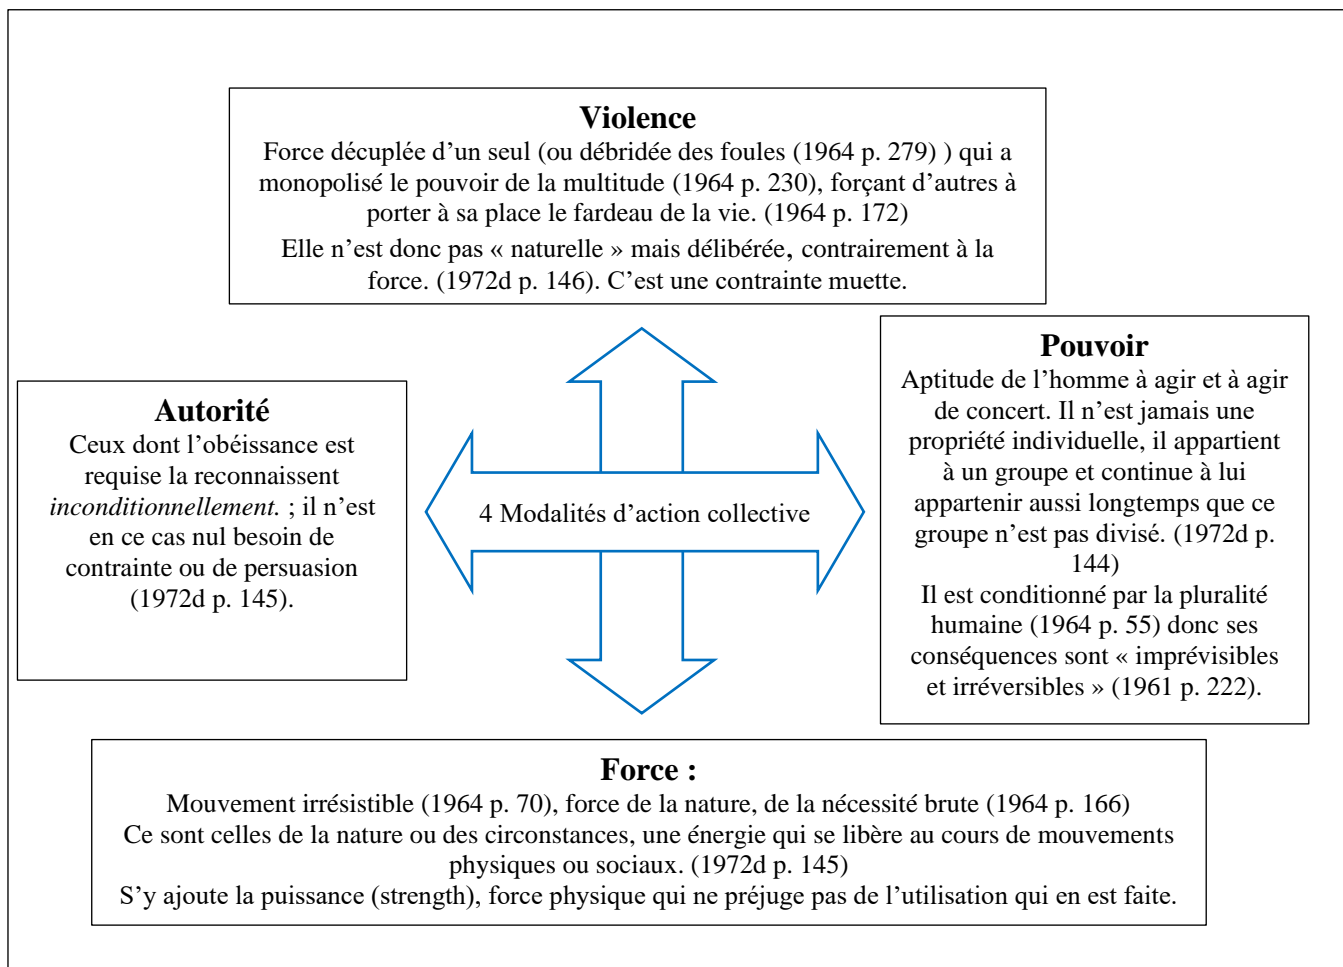 Violence
Force décuplée d’un seul (ou débridée des foules (1964 p. 279) ) qui a
monopolisé le pouvoir de la multitude (1964 p. 230), forçant d’autres à
porter à sa place le fardeau de la vie. (1964 p. 172)
Elle n’est donc pas « naturelle » mais délibérée, contrairement à la
force. (1972d p. 146). C’est une contrainte muette.
Autorité
Ceux dont l’obéissance est
requise la reconnaissent
inconditionnellement. ; il n’est
en ce cas nul besoin de
contrainte ou de persuasion
(1972d p. 145).
4 Modalités d’action collective
Pouvoir
Aptitude de l’homme à agir et à agir
de concert. Il n’est jamais une
propriété individuelle, il appartient
à un groupe et continue à lui
appartenir aussi longtemps que ce
groupe n’est pas divisé. (1972d p.
144)
Il est conditionné par la pluralité
humaine (1964 p. 55) donc ses
conséquences sont « imprévisibles
et irréversibles » (1961 p. 222).
Force :
Mouvement irrésistible (1964 p. 70), force de la nature, de la nécessité brute (1964 p. 166)
Ce sont celles de la nature ou des circonstances, une énergie qui se libère au cours de mouvements
physiques ou sociaux. (1972d p. 145)
S’y ajoute la puissance (strength), force physique qui ne préjuge pas de l’utilisation qui en est faite.